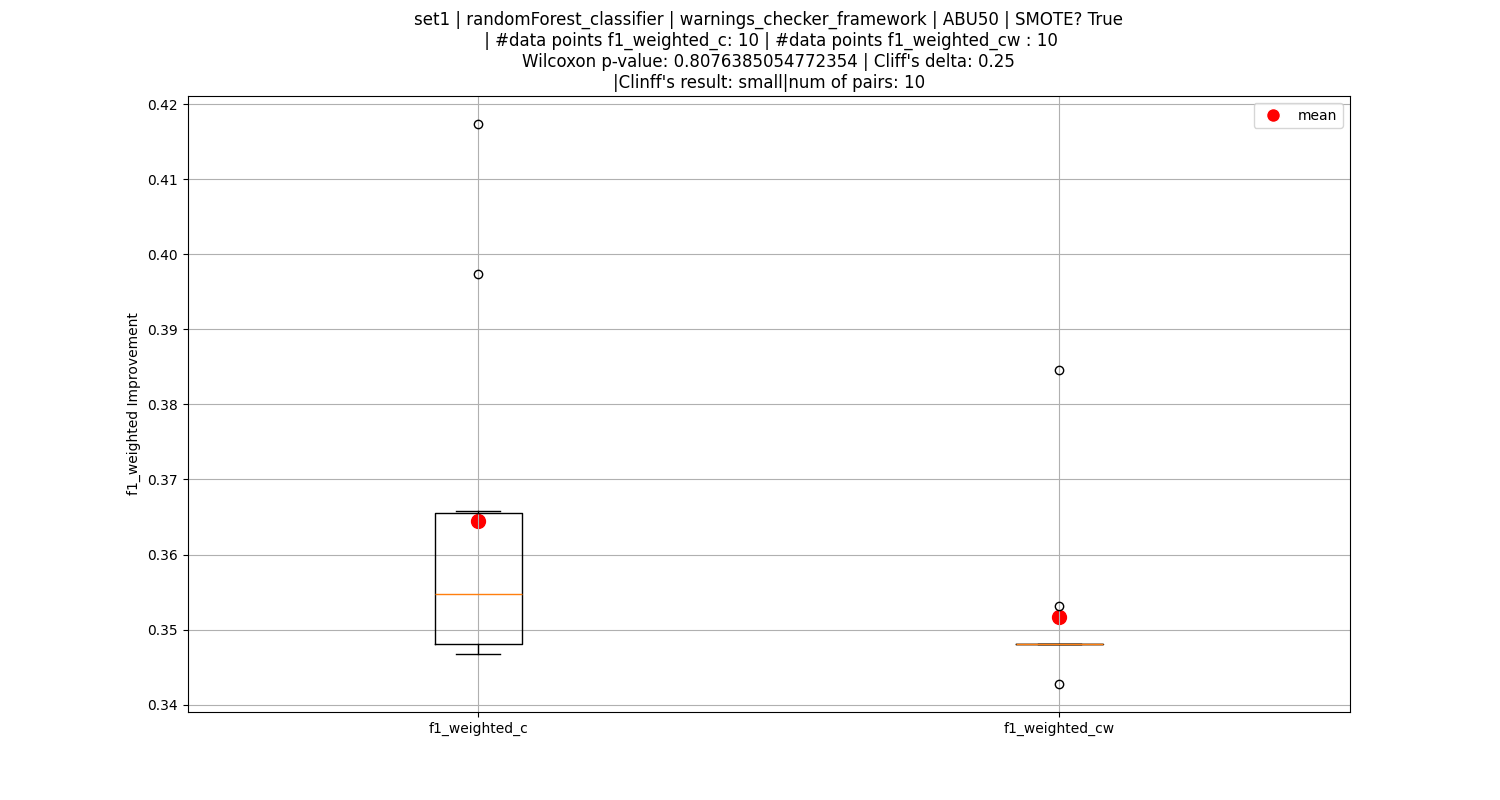 set1 | randomForest_classifier | warnings_checker_framework | ABU50 | SMOTE? True
| #data points f1_weighted_c: 10 | #data points f1_weighted_cw : 10
Wilcoxon p-value: 0.8076385054772354 | Cliff's delta: 0.25
|Clinff's result: small|num of pairs: 10
mean
f1_weighted Improvement
0.42
0.41
0.40
0.39
0.38
0.37
0.36
0.35
0.34
f1_weighted_c
f1_weighted_cw